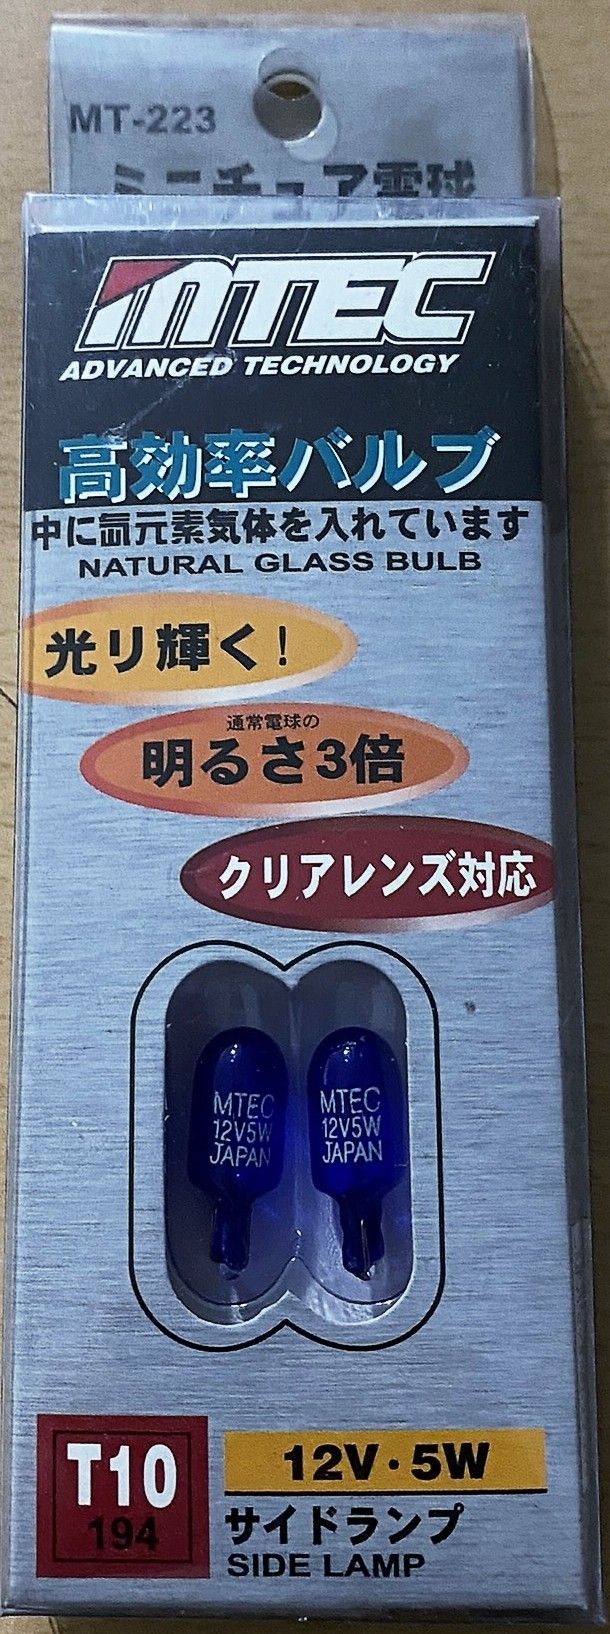 MT-223
ミニチュア電球
MTEC
ADVANCED TECHNOLOGY
高効率バルブ
中に氙元素気体を入れています
NATURAL GLASS BULB
光リ輝く!
通常電球の
明るさ3倍
クリアレンズ対応
MTEC
12V5W
JAPAN
MTEC
12V5W
JAPAN
T10
194
12V·5W
サイドランプ
SIDE LAMP